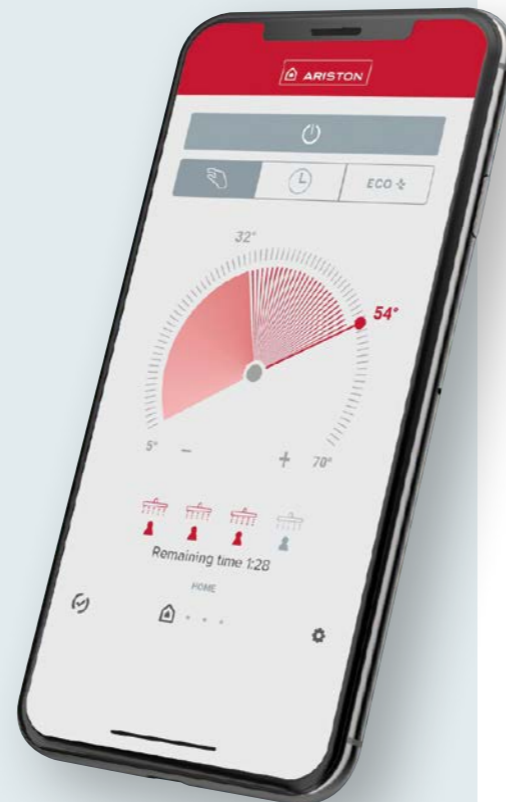 ARISTON
ECO
32°
54°
5° - + 70°
Remaining time 1:28
HOME